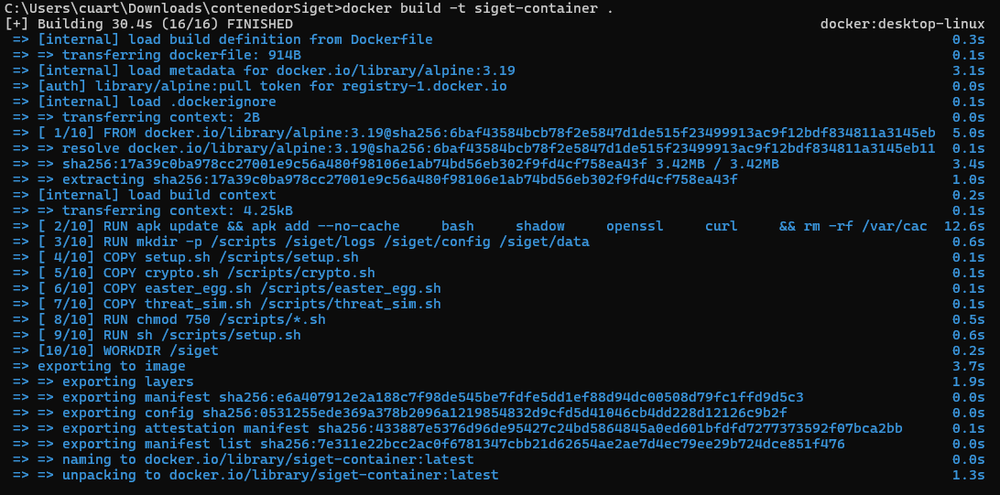 C:\Users\cuart\Downloads\contenedorSiget>docker build -t siget-container .
[+] Building 30.4s (16/16) FINISHED docker:desktop-linux
=> [internal] load build definition from Dockerfile 0.3s
=> => transferring dockerfile: 914B 0.1s
=> [internal] load metadata for docker.io/library/alpine:3.19 3.1s
=> [auth] library/alpine:pull token for registry-1.docker.io 0.0s
=> [internal] load .dockerignore 0.1s
=> => transferring context: 2B 0.0s
=> [ 1/10] FROM docker.io/library/alpine:3.19@sha256:6baf43584bcb78f2e5847d1de515f23499913ac9f12bdf834811a3145eb 5.0s
=> => resolve docker.io/library/alpine:3.19@sha256:6baf43584bcb78f2e5847d1de515f23499913ac9f12bdf834811a3145eb11 0.1s
=> => sha256:17a39c0ba978cc27001e9c56a480f98106e1ab74bd56eb302f9fd4cf758ea43f 3.42MB / 3.42MB 3.4s
=> => extracting sha256:17a39c0ba978cc27001e9c56a480f98106e1ab74bd56eb302f9fd4cf758ea43f 1.0s
=> [internal] load build context 0.2s
=> => transferring context: 4.25kB 0.1s
=> [ 2/10] RUN apk update && apk add --no-cache     bash     shadow     openssl     curl     && rm -rf /var/cac 12.6s
=> [ 3/10] RUN mkdir -p /scripts /siget/logs /siget/config /siget/data 0.6s
=> [ 4/10] COPY setup.sh /scripts/setup.sh 0.1s
=> [ 5/10] COPY crypto.sh /scripts/crypto.sh 0.1s
=> [ 6/10] COPY easter_egg.sh /scripts/easter_egg.sh 0.1s
=> [ 7/10] COPY threat_sim.sh /scripts/threat_sim.sh 0.1s
=> [ 8/10] RUN chmod 750 /scripts/*.sh 0.5s
=> [ 9/10] RUN sh /scripts/setup.sh 0.6s
=> [10/10] WORKDIR /siget 0.2s
=> exporting to image 3.7s
=> => exporting layers 1.9s
=> => exporting manifest sha256:e6a407912e2a188c7f98de545be7fdfe5dd1ef88d94dc00508d79fc1ffd9d5c3 0.0s
=> => exporting config sha256:0531255ede369a378b2096a1219854832d9cfd5d41046cb4dd228d12126c9b2f 0.0s
=> => exporting attestation manifest sha256:433887e5376d96de95427c24bd5864845a0ed601bfdfd7277373592f07bca2bb 0.1s
=> => exporting manifest list sha256:7e311e22bcc2ac0f6781347cbb21d62654ae2ae7d4ec79ee29b724dce851f476 0.0s
=> => naming to docker.io/library/siget-container:latest 0.0s
=> => unpacking to docker.io/library/siget-container:latest 1.3s